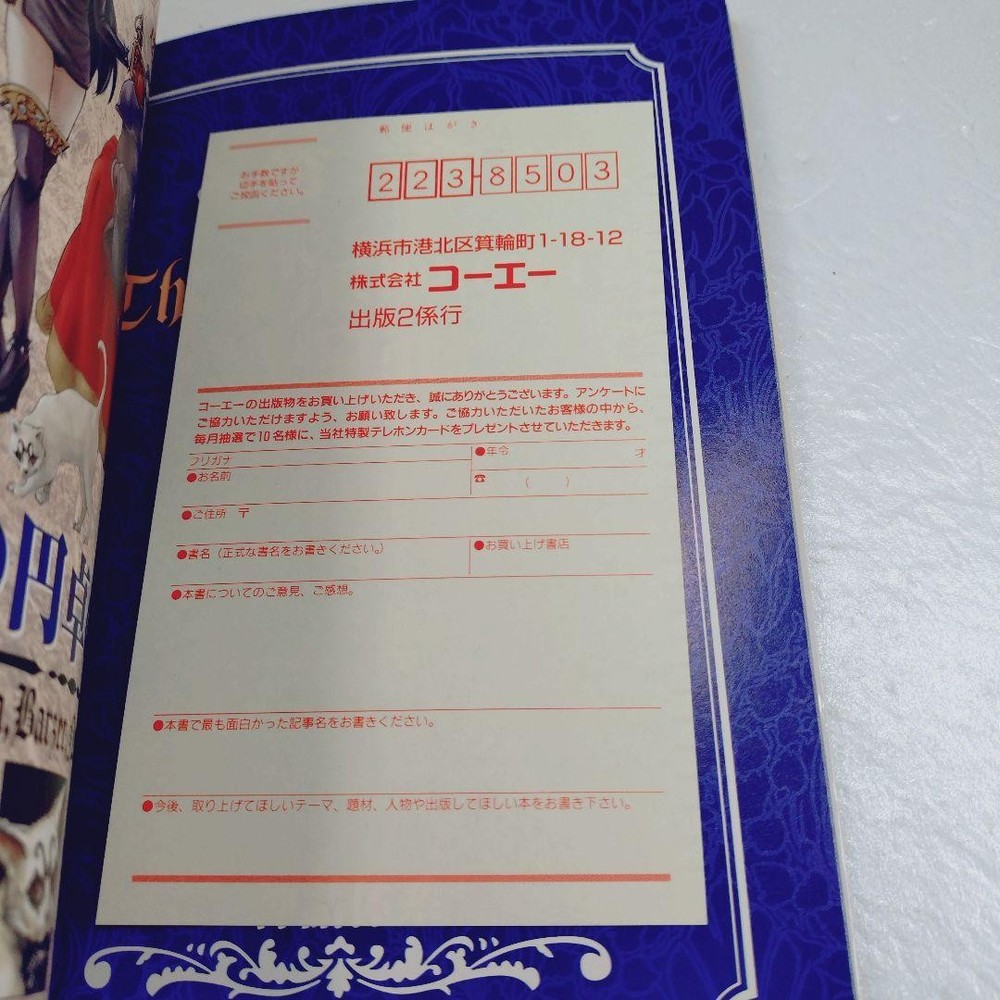 郵便はがき
お手数ですが
切手を貼って
ご投函ください。
223-8503
横浜市港北区箕輪町1-18-12
株式会社 コーエー
出版2係行
コーエーの出版物をお買い上げいただき、誠にありがとうございます。アンケートに
ご協力いただけますよう、お願い致します。ご協力いただいたお客様の中から、
毎月抽選で10名様に、当社特製テレホンカードをプレゼントさせていただきます。
フリガナ
●お名前
●年令 才
☎ ( )
●ご住所 〒
●書名（正式な書名をお書きください。）
●お買い上げ書店
●本書についてのご意見、ご感想。
●本書で最も面白かった記事名をお書きください。
●今後、取り上げてほしいテーマ、題材、人物や出版してほしい本をお書き下さい。
Th
円卓